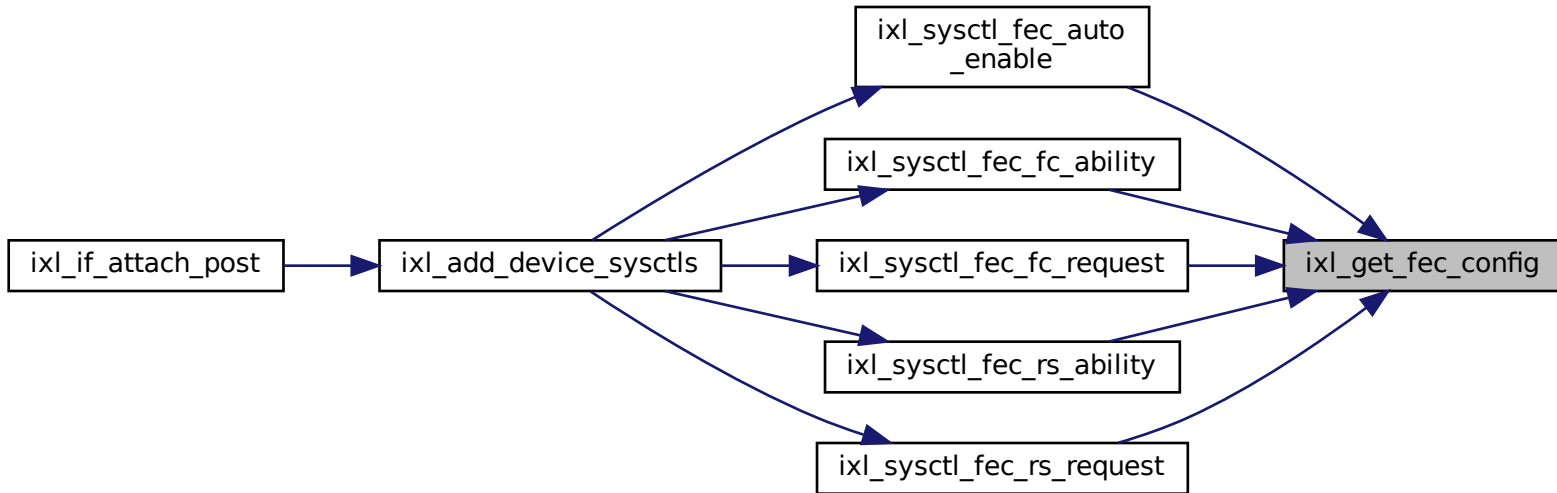 ixl_sysctl_fec_auto
_enable
ixl_sysctl_fec_fc_ability
ixl_if_attach_post
ixl_add_device_sysctls
ixl_sysctl_fec_fc_request
ixl_get_fec_config
ixl_sysctl_fec_rs_ability
ixl_sysctl_fec_rs_request